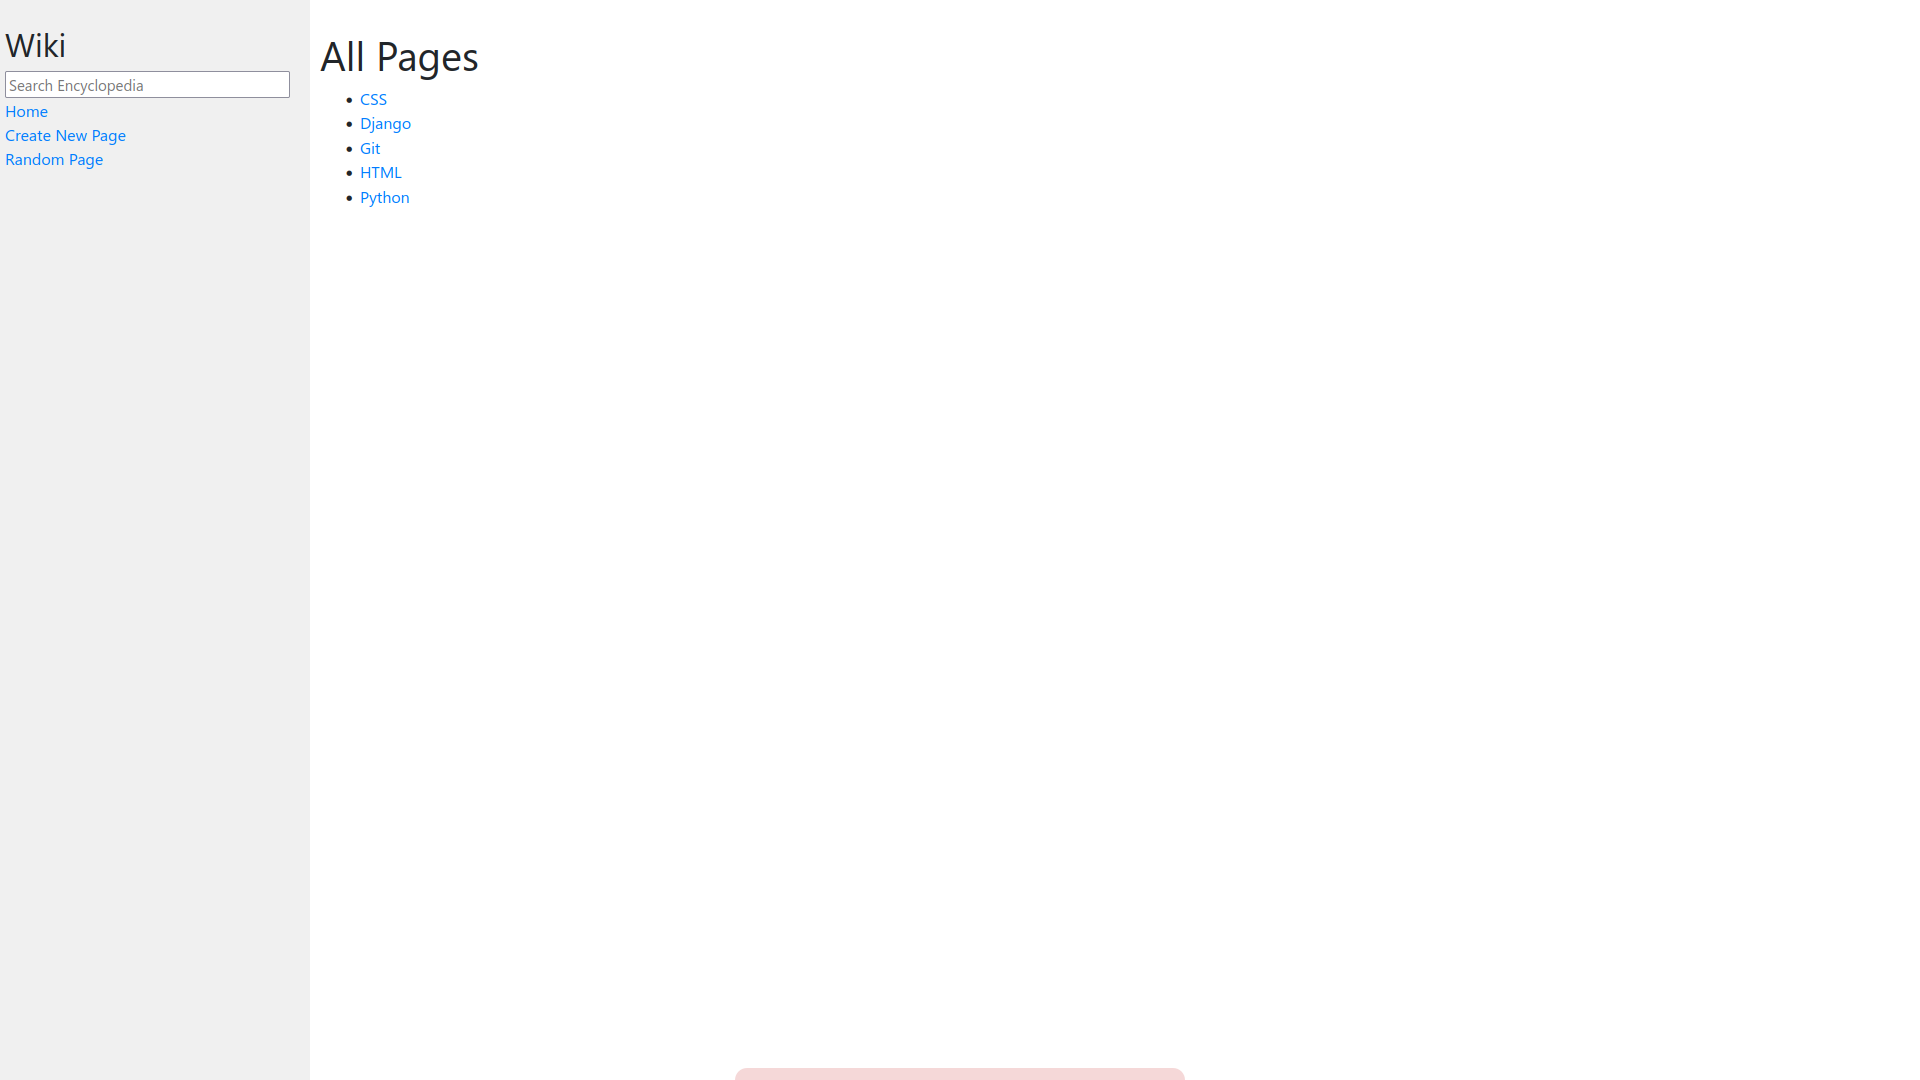 Wiki
Search Encyclopedia
Home
Create New Page
Random Page
All Pages
CSS
Django
Git
HTML
Python